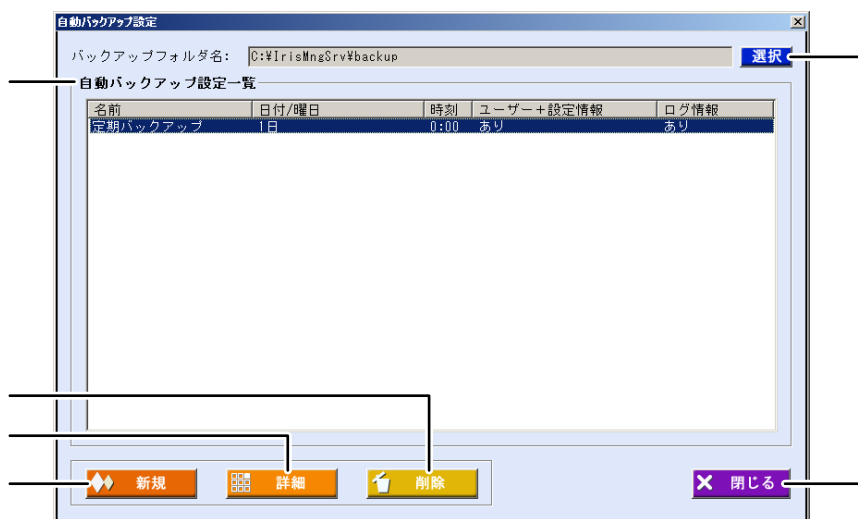 自動バックアップ設定
バックアップフォルダ名: C:¥IrisMngSrv¥backup 選択
自動バックアップ設定一覧
名前 日付/曜日 時刻 ユーザー+設定情報 ログ情報
定期バックアップ 1日 0:00 あり あり
新規 詳細 削除 閉じる